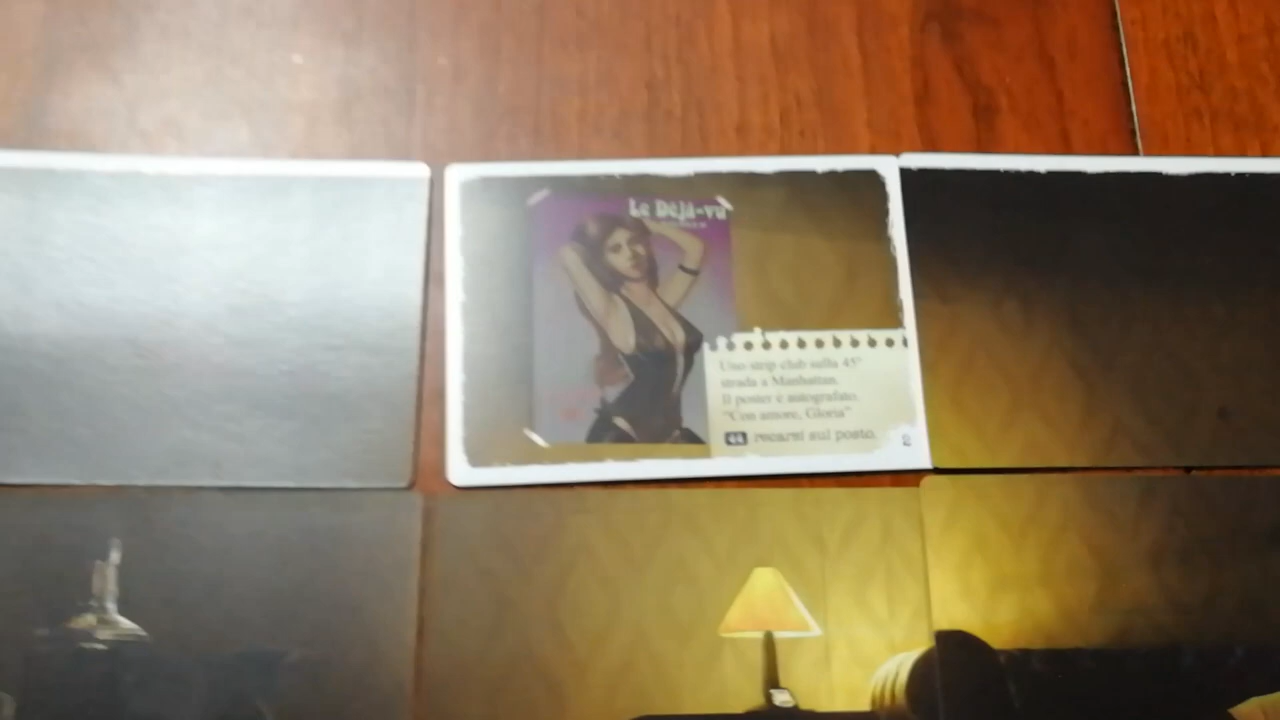 Le Déjà-vu
Uno strip club sulla 45°
strada a Manhattan.
Il poster è autografato.
"Con amore, Gloria"
44 recarsi sul posto.
2